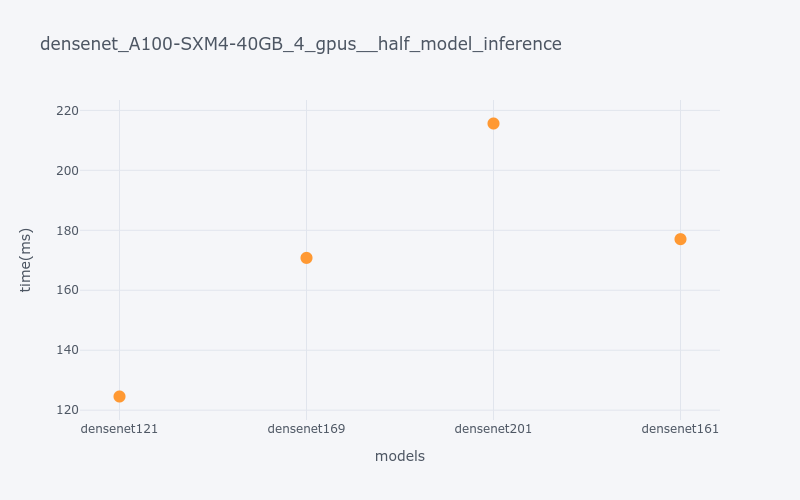 densenet_A100-SXM4-40GB_4_gpus__half_model_inference
220
200
180
160
140
120
time(ms)
densenet121
densenet169
densenet201
densenet161
models